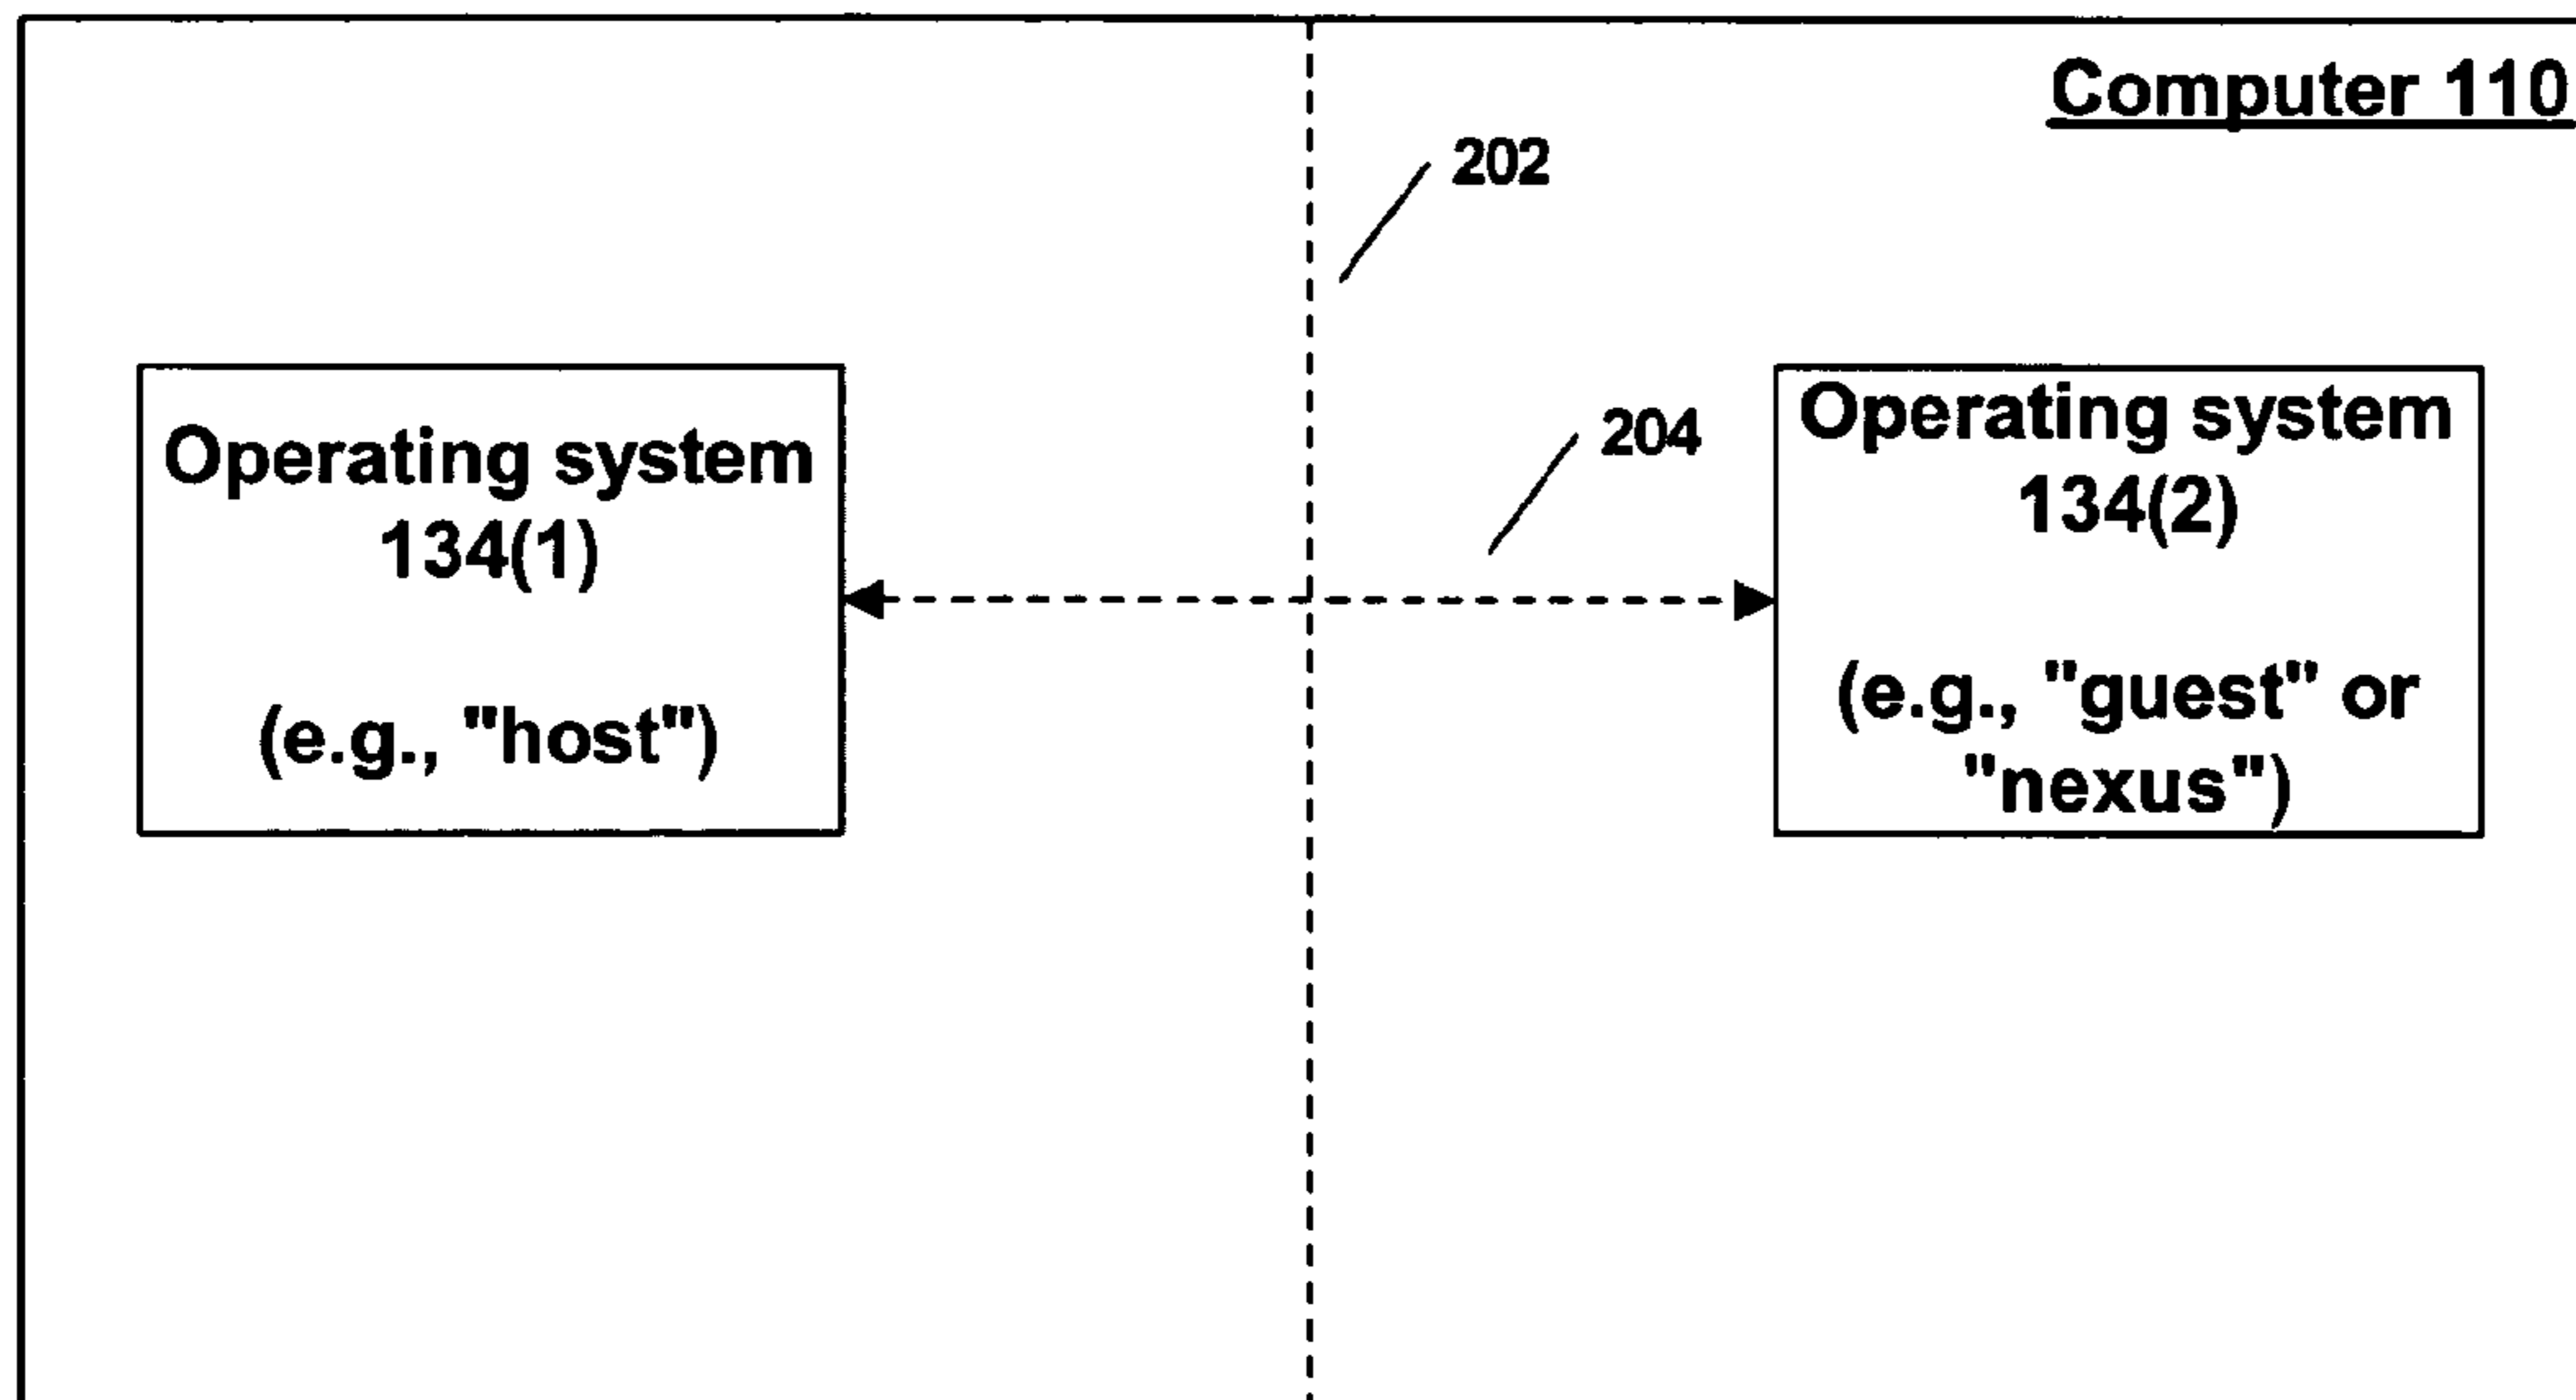 Computer 110
202
204
Operating system
134(1)
(e.g., "host")
Operating system
134(2)
(e.g., "guest" or
"nexus")